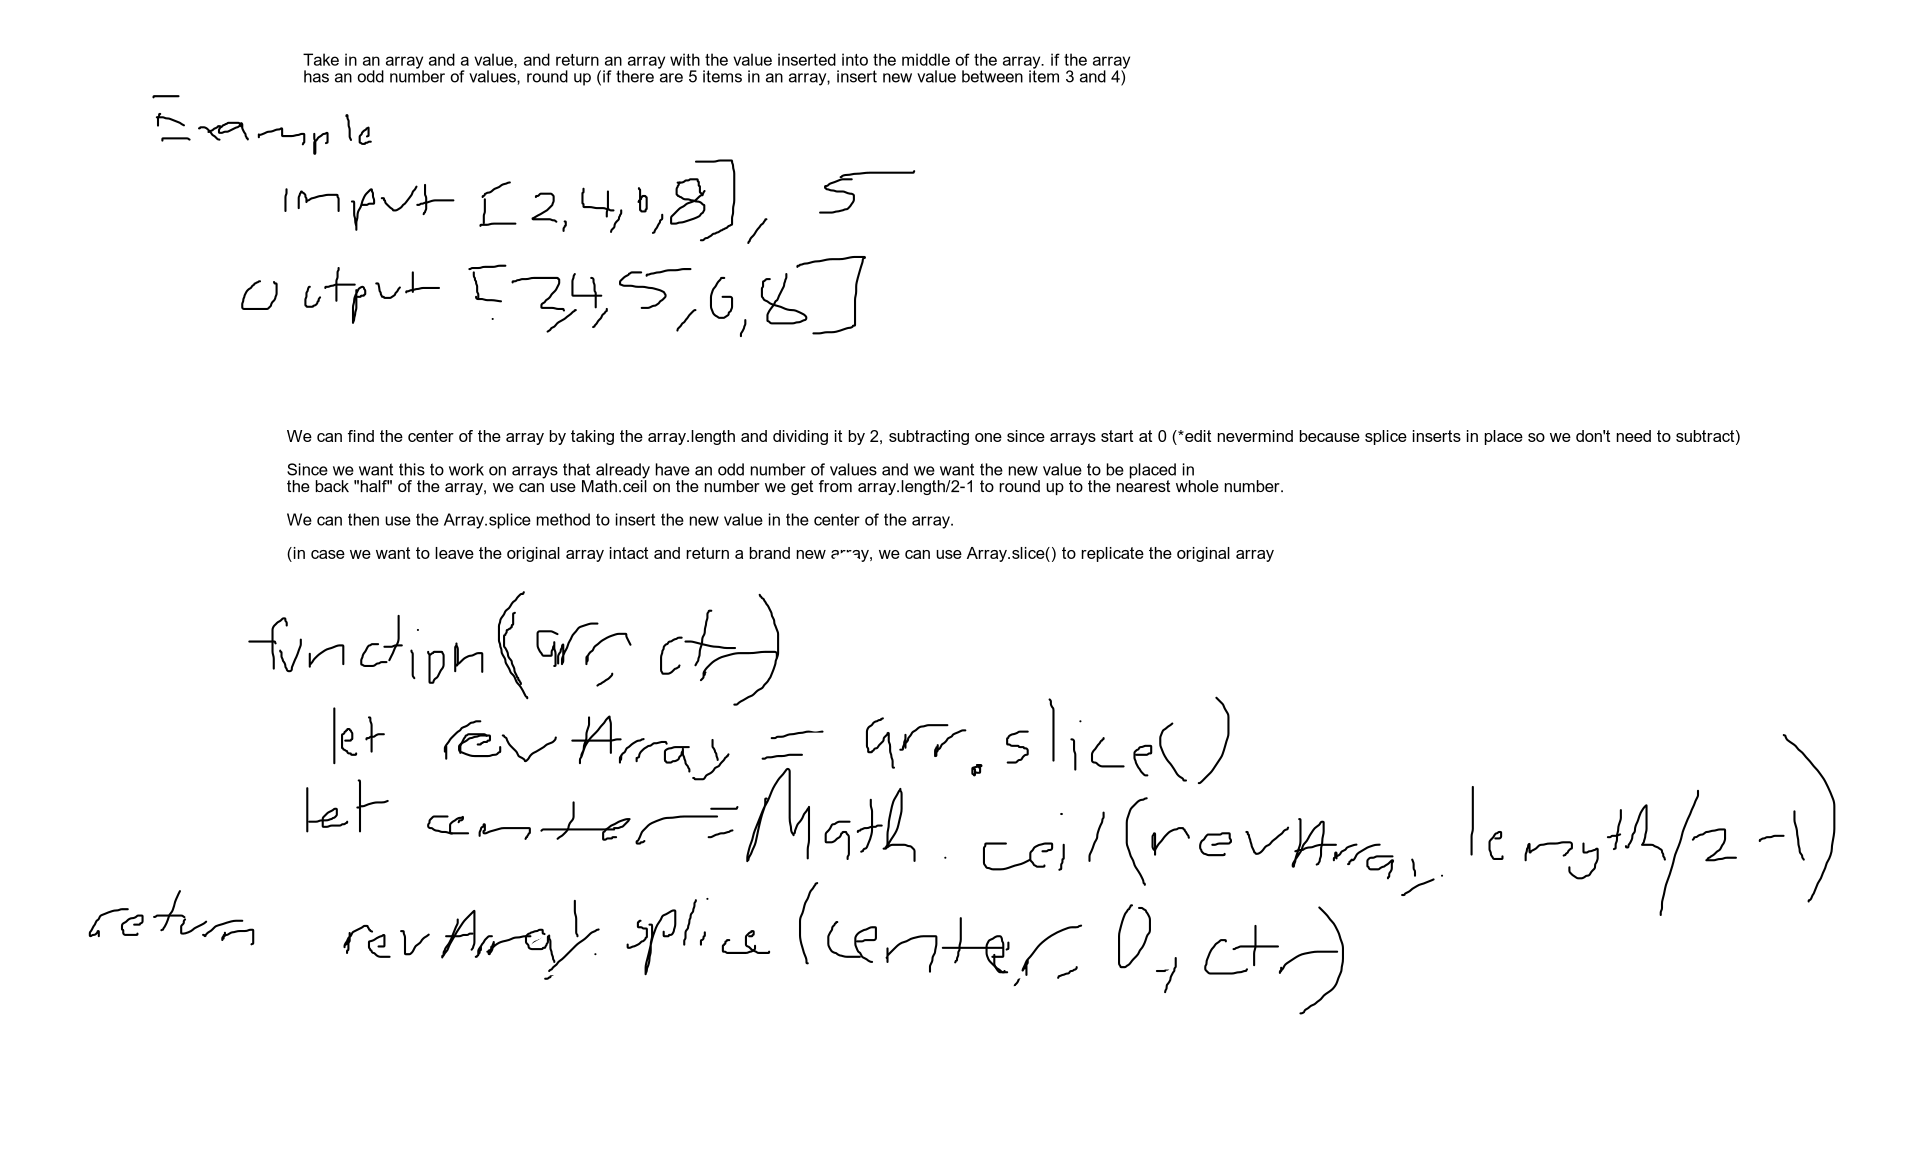 Take in an array and a value, and return an array with the value inserted into the middle of the array. if the array
has an odd number of values, round up (if there are 5 items in an array, insert new value between item 3 and 4)
Example
input [2,4,6,8], 5
Output [2,4,5,6,8]
We can find the center of the array by taking the array.length and dividing it by 2, subtracting one since arrays start at 0 (*edit nevermind because splice inserts in place so we don't need to subtract)
Since we want this to work on arrays that already have an odd number of values and we want the new value to be placed in
the back "half" of the array, we can use Math.ceil on the number we get from array.length/2-1 to round up to the nearest whole number.
We can then use the Array.splice method to insert the new value in the center of the array.
(in case we want to leave the original array intact and return a brand new array, we can use Array.slice() to replicate the original array
function(arr, ctr)
let revArray = arr.slice()
let center=Math.ceil(revArray.length/2-1)
return revArray.splice(center, 0, ctr)